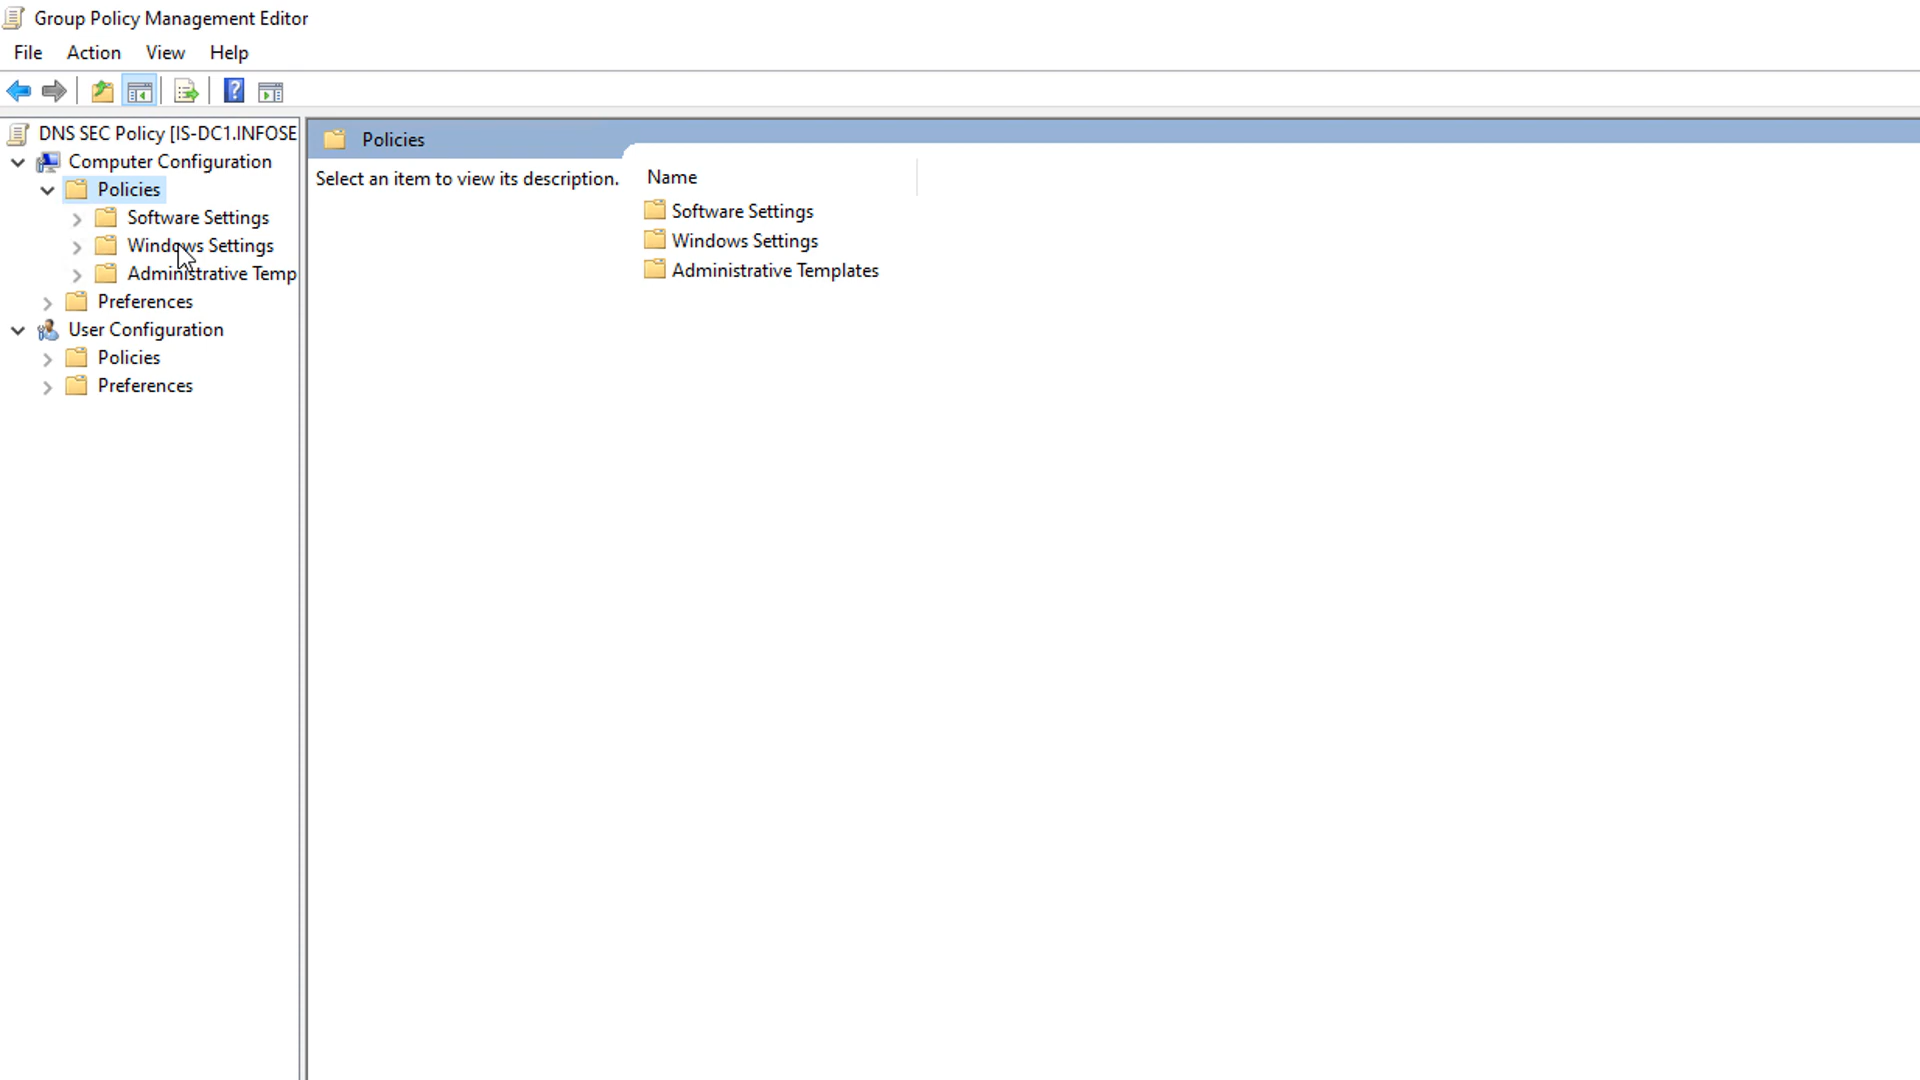 Group Policy Management Editor
File Action View Help
DNS SEC Policy [IS-DC1.INFOSE
Computer Configuration
Policies
Software Settings
Windows Settings
Administrative Temp
Preferences
User Configuration
Policies
Preferences
Policies
Select an item to view its description.
Name
Software Settings
Windows Settings
Administrative Templates